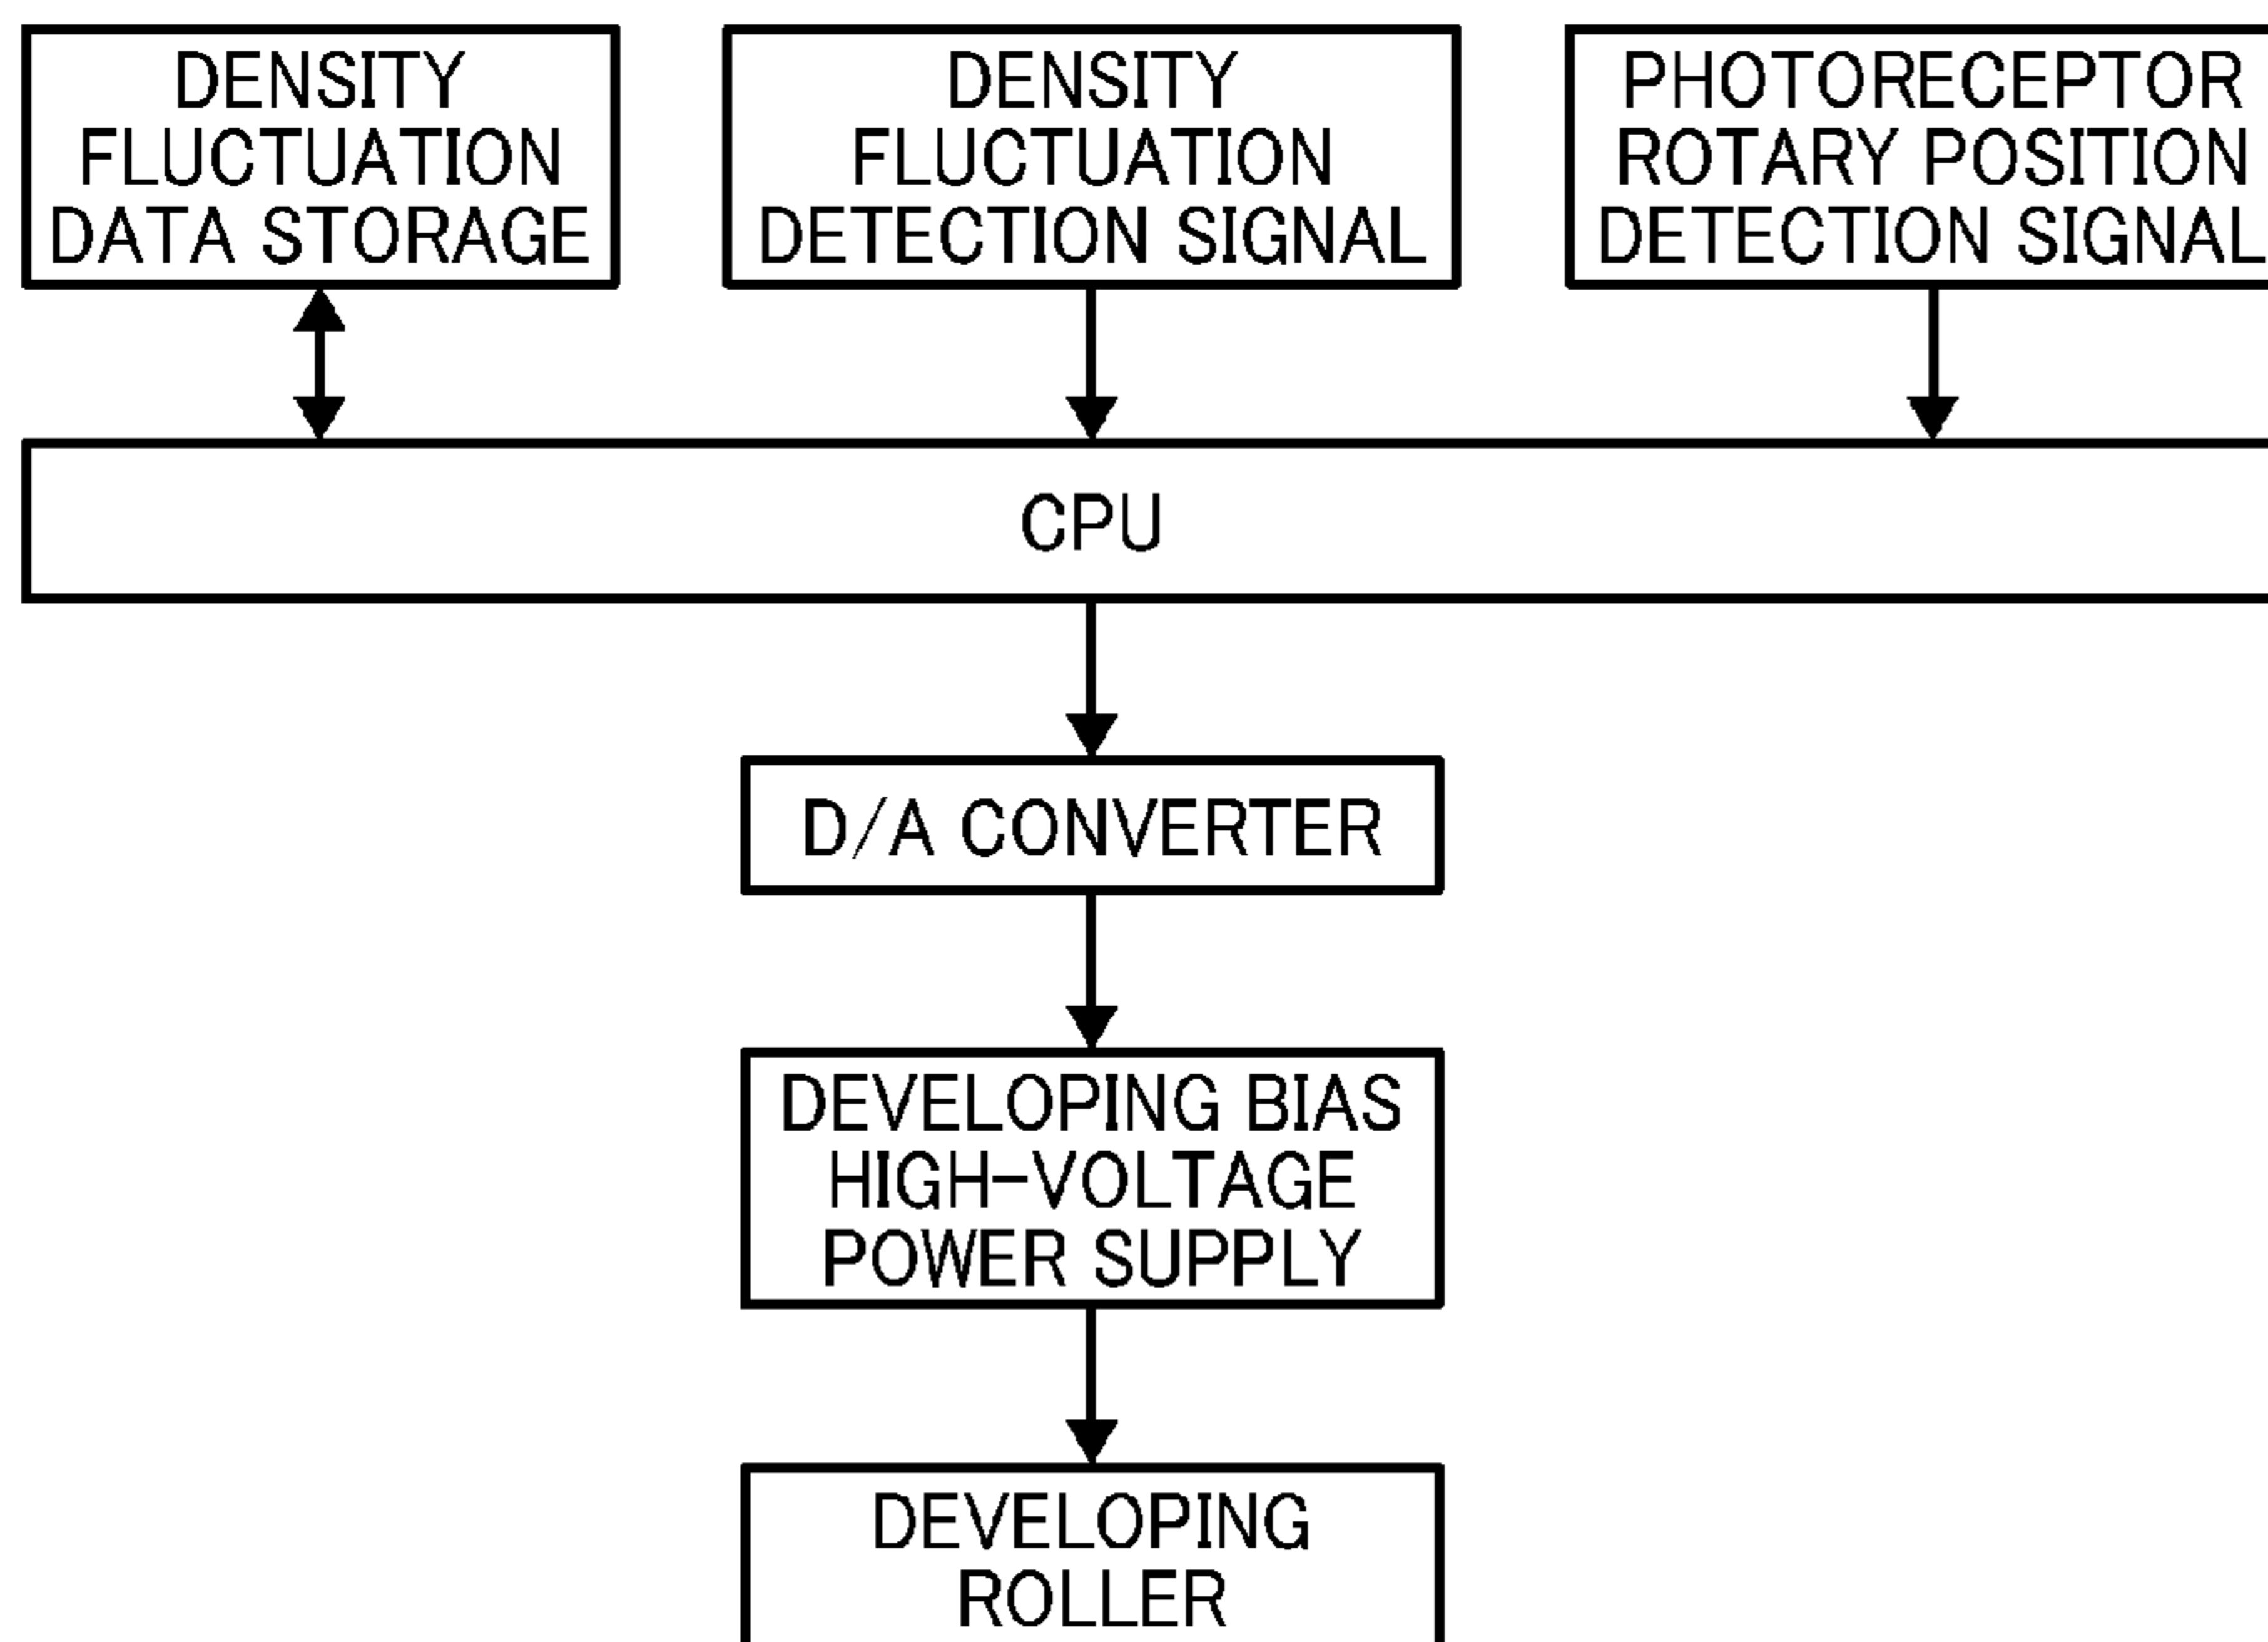 DENSITY
FLUCTUATION
DATA STORAGE
DENSITY
FLUCTUATION
DETECTION SIGNAL
PHOTORECEPTOR
ROTARY POSITION
DETECTION SIGNAL
CPU
D/A CONVERTER
DEVELOPING BIAS
HIGH-VOLTAGE
POWER SUPPLY
DEVELOPING
ROLLER